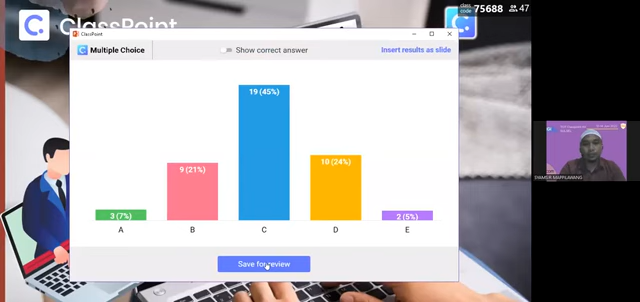 ClassPoint
class
code
75688
47
ClassPoint
Multiple Choice
Show correct answer
Insert results as slide
3 (7%)
9 (21%)
19 (45%)
10 (24%)
2 (5%)
A
B
C
D
E
Save for review